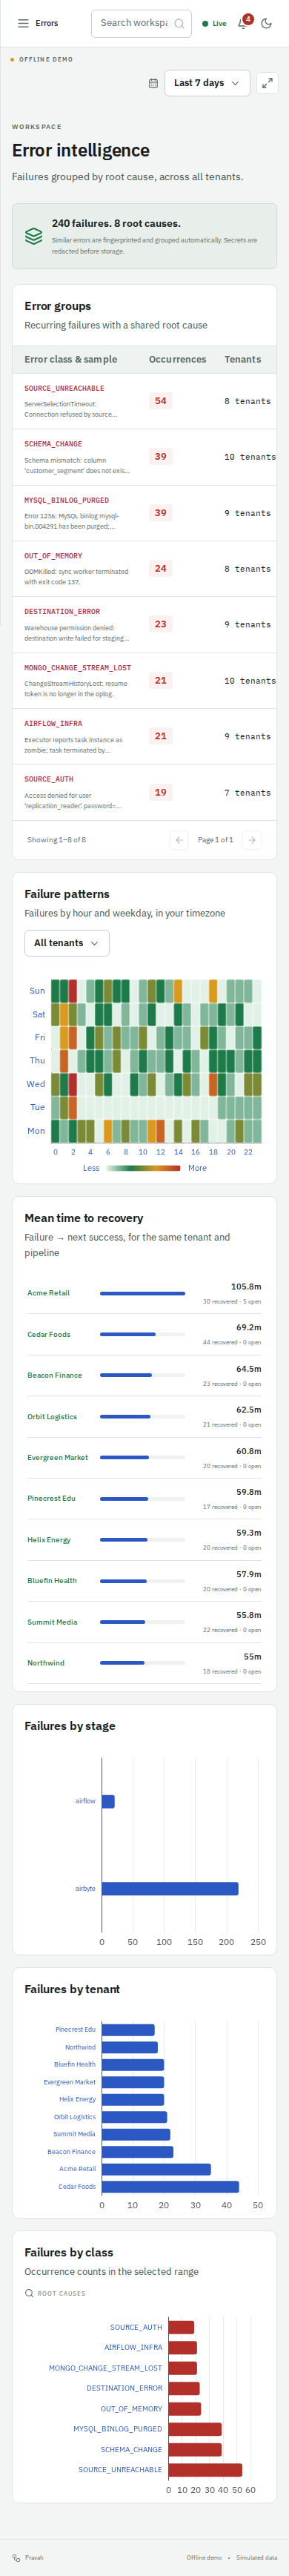 Errors
Search workspa
Live
4
OFFLINE DEMO
Last 7 days
WORKSPACE
Error intelligence
Failures grouped by root cause, across all tenants.
240 failures. 8 root causes.
Similar errors are fingerprinted and grouped automatically. Secrets are
redacted before storage.
Error groups
Recurring failures with a shared root cause
Error class & sample Occurrences Tenants
SOURCE_UNREACHABLE
ServerSelectionTimeout:
Connection refused by source...
54 8 tenants
SCHEMA_CHANGE
Schema mismatch: column
'customer_segment' does not exis...
39 10 tenants
MYSQL_BINLOG_PURGED
Error 1236: MySQL binlog mysql-
bin.004291 has been purged;...
39 9 tenants
OUT_OF_MEMORY
OOMKilled: sync worker terminated
with exit code 137.
24 8 tenants
DESTINATION_ERROR
Warehouse permission denied:
destination write failed for staging...
23 9 tenants
MONGO_CHANGE_STREAM_LOST
ChangeStreamHistoryLost: resume
token is no longer in the oplog.
21 10 tenants
AIRFLOW_INFRA
Executor reports task instance as
zombie; task terminated by...
21 9 tenants
SOURCE_AUTH
Access denied for user
'replication_reader'. password=...
19 7 tenants
Showing 1–8 of 8
Page 1 of 1
Failure patterns
Failures by hour and weekday, in your timezone
All tenants
Sun
Sat
Fri
Thu
Wed
Tue
Mon
0 2 4 6 8 10 12 14 16 18 20 22
Less More
Mean time to recovery
Failure → next success, for the same tenant and
pipeline
Acme Retail 105.8m
30 recovered · 5 open
Cedar Foods 69.2m
44 recovered · 0 open
Beacon Finance 64.5m
23 recovered · 0 open
Orbit Logistics 62.5m
21 recovered · 0 open
Evergreen Market 60.8m
20 recovered · 0 open
Pinecrest Edu 59.8m
17 recovered · 0 open
Helix Energy 59.3m
20 recovered · 0 open
Bluefin Health 57.9m
20 recovered · 0 open
Summit Media 55.8m
22 recovered · 0 open
Northwind 55m
18 recovered · 0 open
Failures by stage
airflow
airbyte
0 50 100 150 200 250
Failures by tenant
Pinecrest Edu
Northwind
Bluefin Health
Evergreen Market
Helix Energy
Orbit Logistics
Summit Media
Beacon Finance
Acme Retail
Cedar Foods
0 10 20 30 40 50
Failures by class
Occurrence counts in the selected range
ROOT CAUSES
SOURCE_AUTH
AIRFLOW_INFRA
MONGO_CHANGE_STREAM_LOST
DESTINATION_ERROR
OUT_OF_MEMORY
MYSQL_BINLOG_PURGED
SCHEMA_CHANGE
SOURCE_UNREACHABLE
0 10 20 30 40 50 60
Pravah
Offline demo • Simulated data